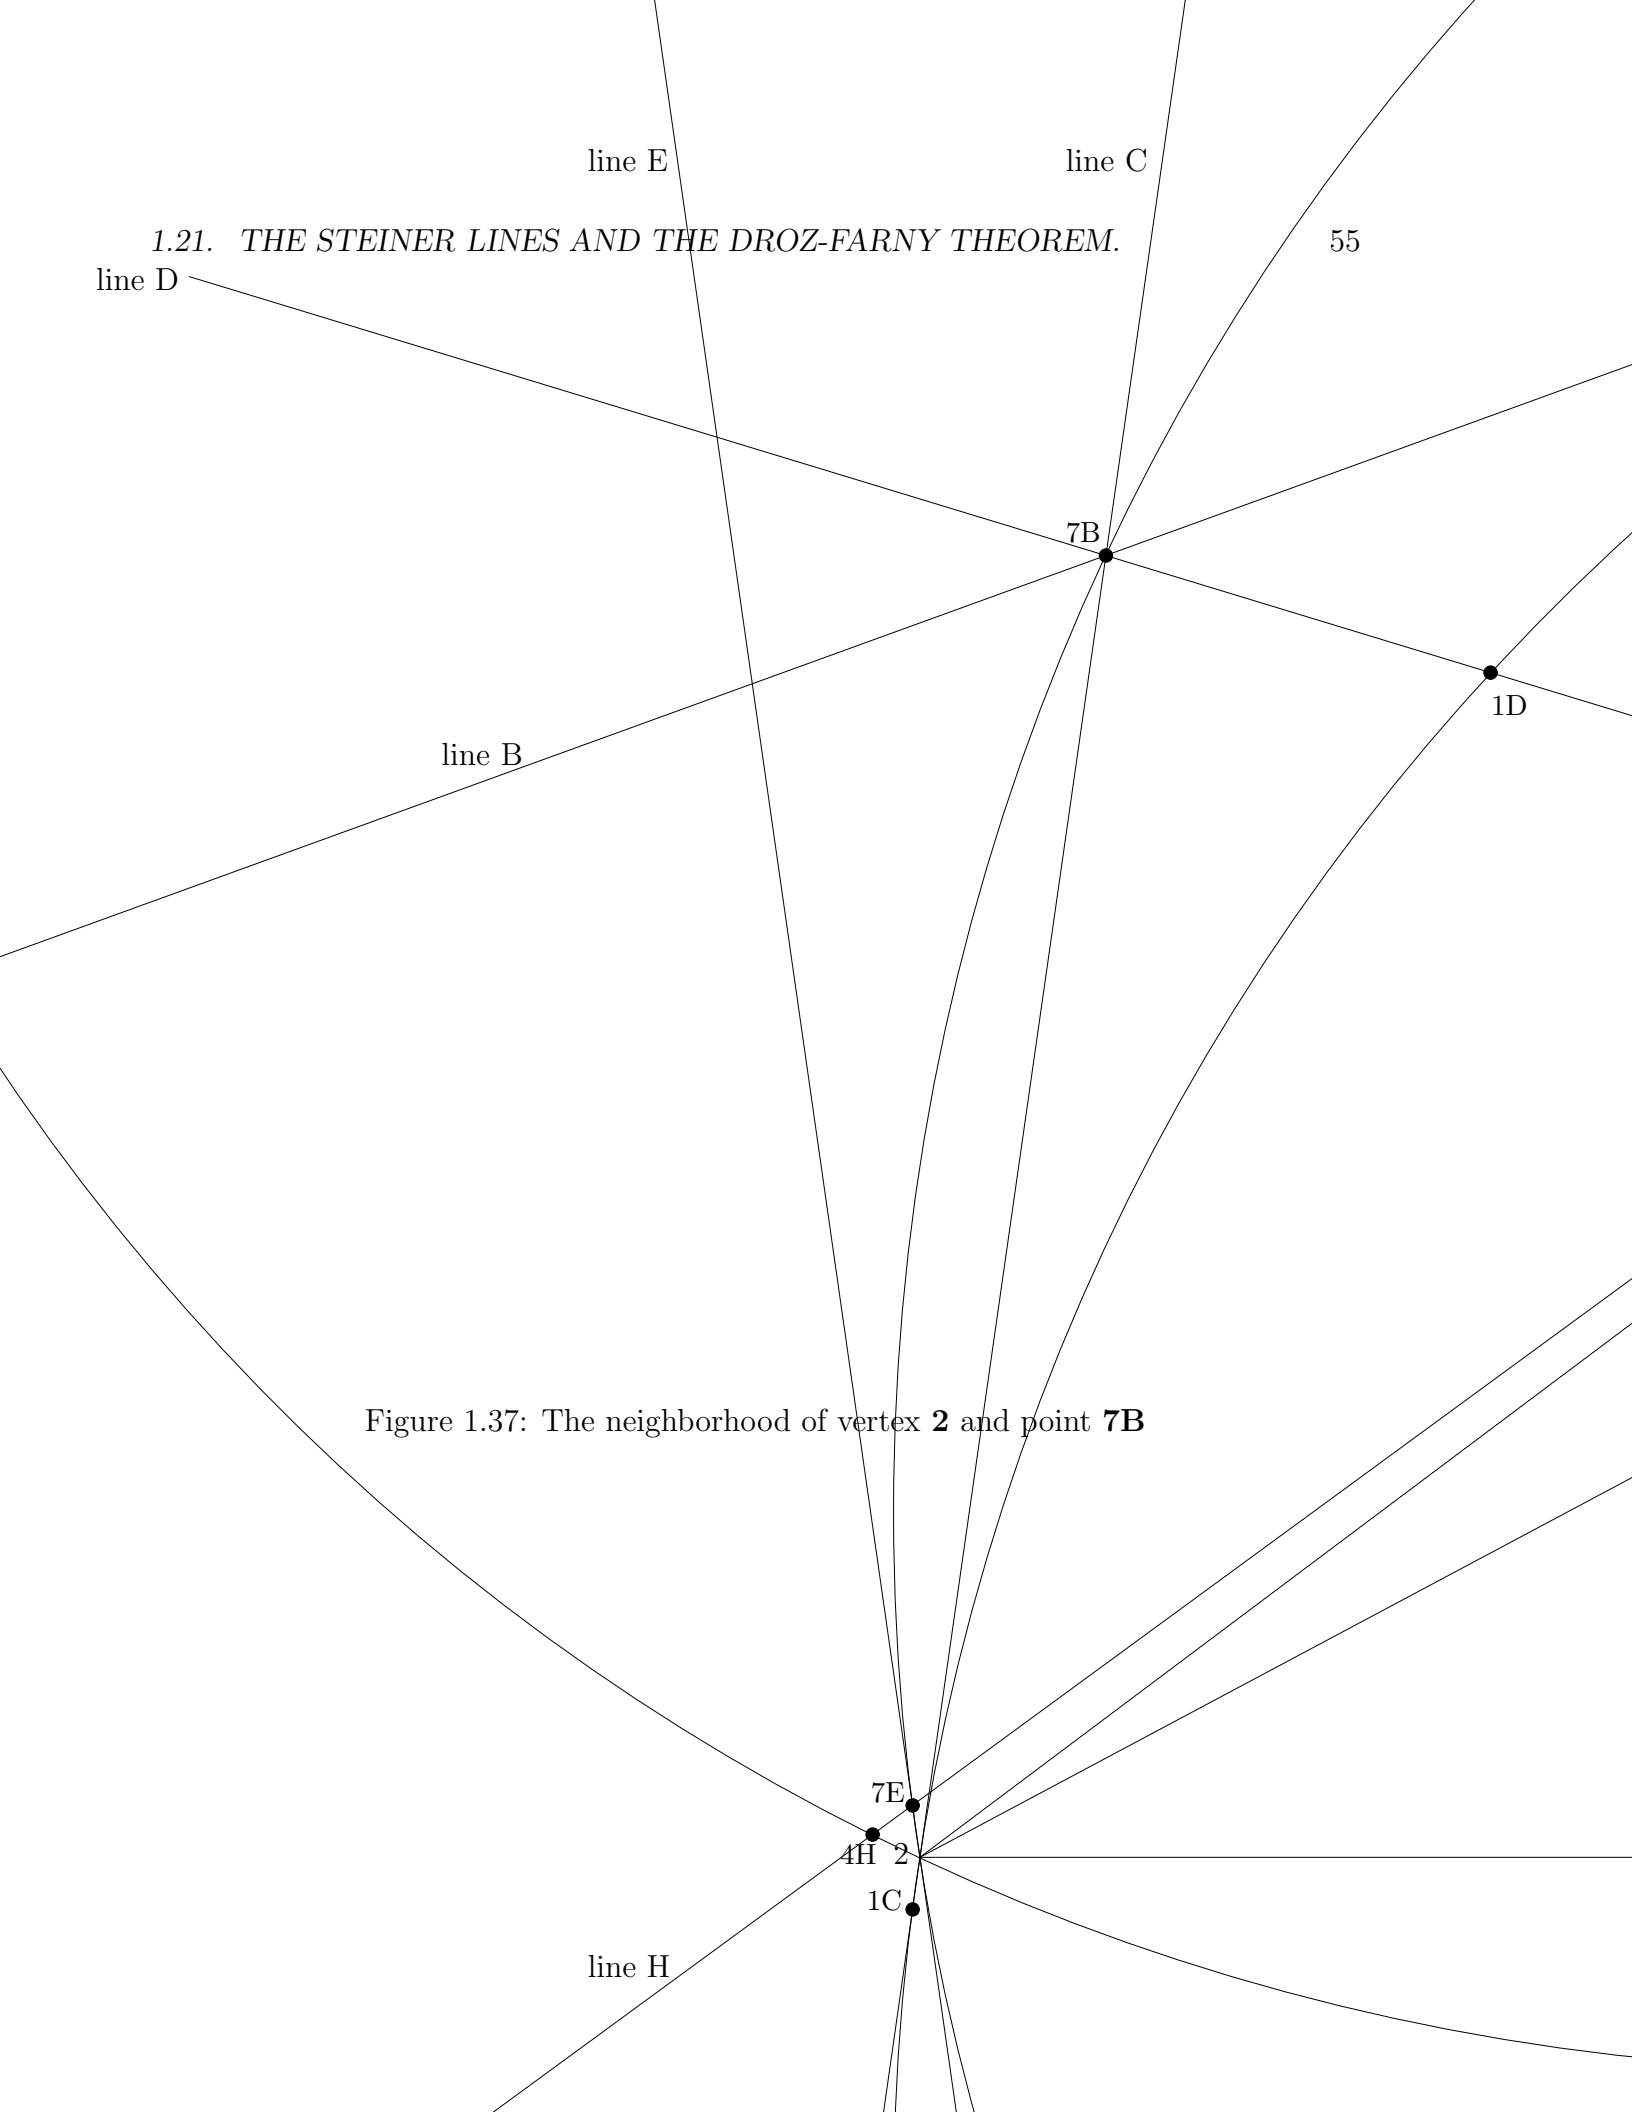 line E
line C
1.21. THE STEINER LINES AND THE DROZ-FARNY THEOREM. 55
line D
7B
1D
line B
Figure 1.37: The neighborhood of vertex 2 and point 7B
7E
4H 2
1C
line H